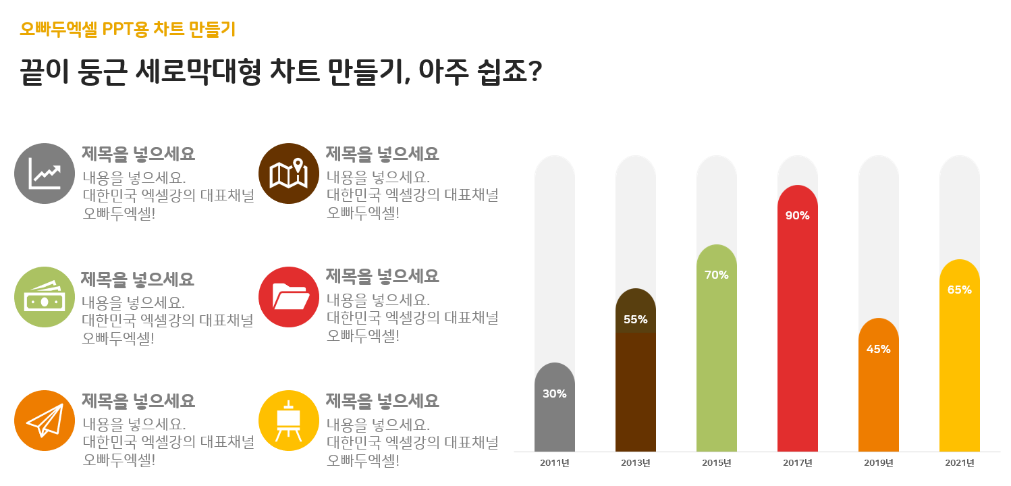 오빠두엑셀 PPT용 차트 만들기
끝이 둥근 세로막대형 차트 만들기, 아주 쉽죠?
제목을 넣으세요
내용을 넣으세요.
대한민국 엑셀강의 대표채널
오빠두엑셀!
제목을 넣으세요
내용을 넣으세요.
대한민국 엑셀강의 대표채널
오빠두엑셀!
제목을 넣으세요
내용을 넣으세요.
대한민국 엑셀강의 대표채널
오빠두엑셀!
제목을 넣으세요
내용을 넣으세요.
대한민국 엑셀강의 대표채널
오빠두엑셀!
제목을 넣으세요
내용을 넣으세요.
대한민국 엑셀강의 대표채널
오빠두엑셀!
제목을 넣으세요
내용을 넣으세요.
대한민국 엑셀강의 대표채널
오빠두엑셀!
30%
55%
70%
90%
45%
65%
2011년
2013년
2015년
2017년
2019년
2021년